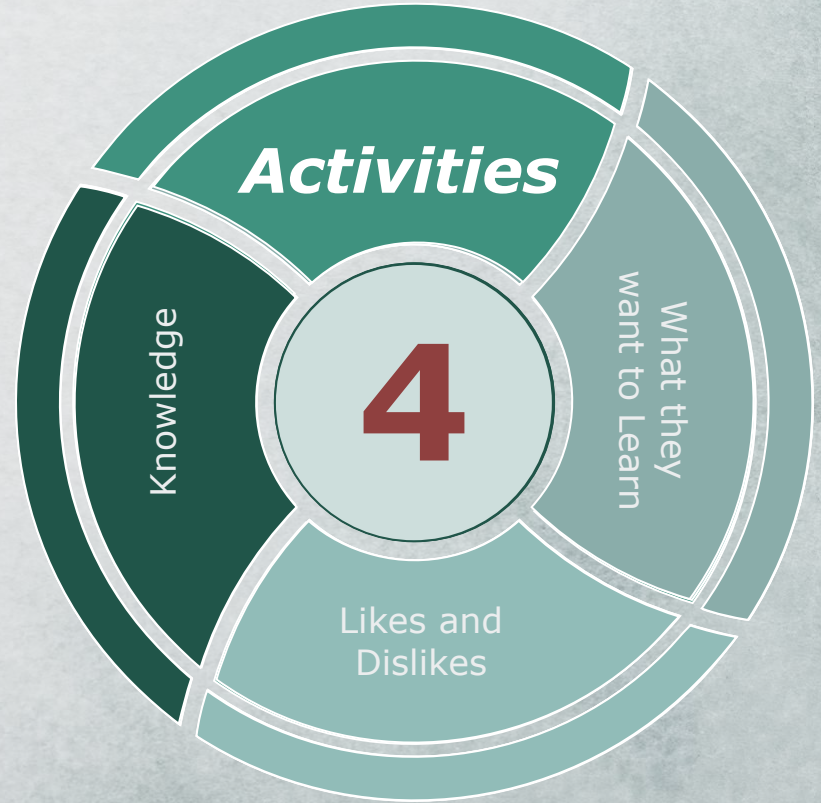 Activities
What they
want to Learn
Likes and
Dislikes
Knowledge
4